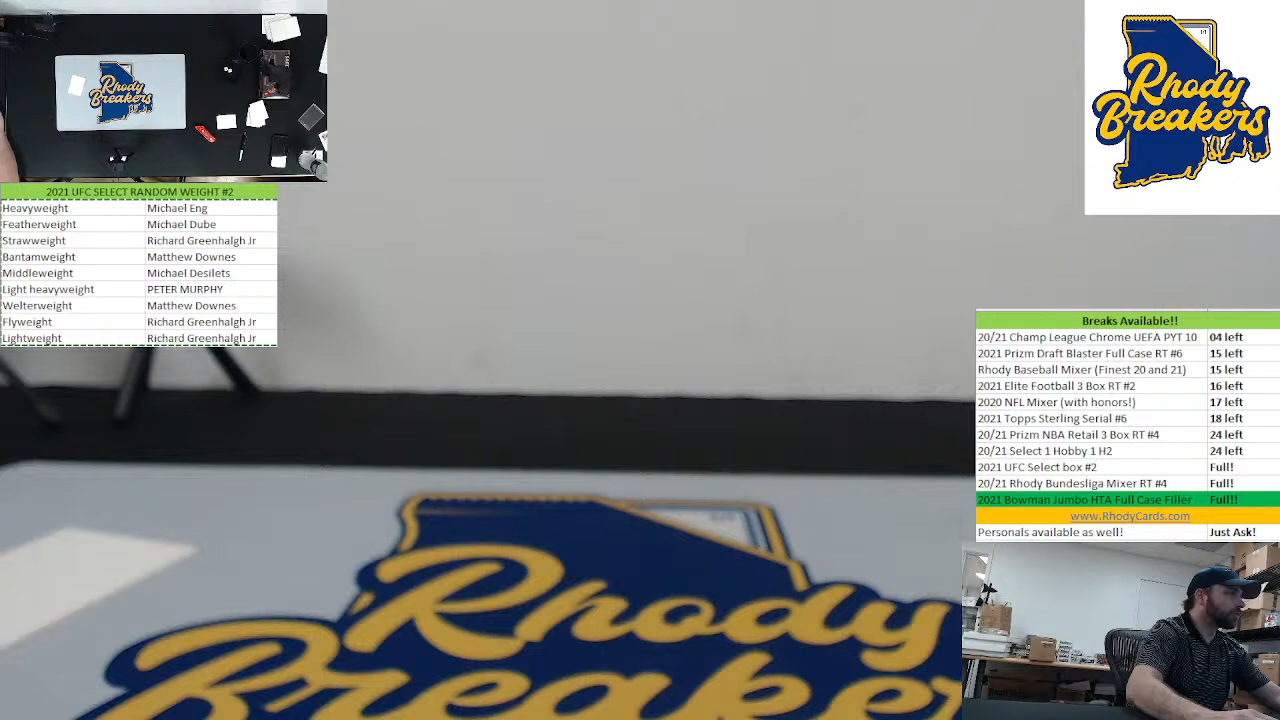 Rhody
Breakers
2021 UFC SELECT RANDOM WEIGHT #2
Heavyweight Michael Eng
Featherweight Michael Dube
Strawweight Richard Greenhalgh Jr
Bantamweight Matthew Downes
Middleweight Michael Desilets
Light heavyweight PETER MURPHY
Welterweight Matthew Downes
Flyweight Richard Greenhalgh Jr
Lightweight Richard Greenhalgh Jr
1/1
Rhody
Breakers
Breaks Available!!
20/21 Champ League Chrome UEFA PYT 10 04 left
2021 Prizm Draft Blaster Full Case RT #6 15 left
Rhody Baseball Mixer (Finest 20 and 21) 15 left
2021 Elite Football 3 Box RT #2 16 left
2020 NFL Mixer (with honors!) 17 left
2021 Topps Sterling Serial #6 18 left
20/21 Prizm NBA Retail 3 Box RT #4 24 left
20/21 Select 1 Hobby 1 H2 24 left
2021 UFC Select box #2 Full!
20/21 Rhody Bundesliga Mixer RT #4 Full!
2021 Bowman Jumbo HTA Full Case Filler Full!!
www.RhodyCards.com
Personals available as well! Just Ask!
Rhody
Breake